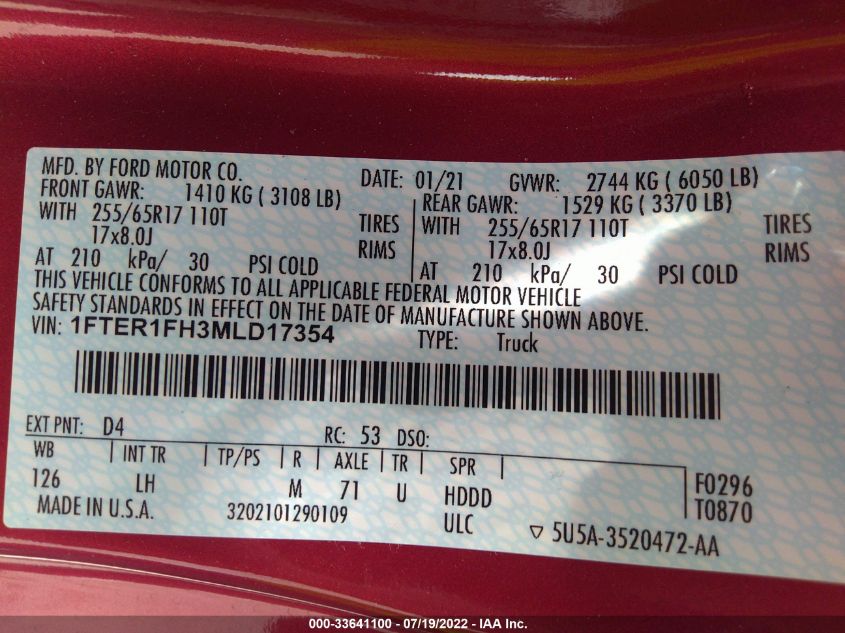 MFD. BY FORD MOTOR CO. DATE: 01/21 GVWR: 2744 KG ( 6050 LB)
FRONT GAWR: 1410 KG ( 3108 LB) REAR GAWR: 1529 KG ( 3370 LB)
WITH 255/65R17 110T TIRES WITH 255/65R17 110T TIRES
17x8.0J RIMS 17x8.0J RIMS
AT 210 kPa/ 30 PSI COLD AT 210 kPa/ 30 PSI COLD
THIS VEHICLE CONFORMS TO ALL APPLICABLE FEDERAL MOTOR VEHICLE
SAFETY STANDARDS IN EFFECT ON THE DATE OF MANUFACTURE SHOWN ABOVE.
VIN: 1FTER1FH3MLD17354 TYPE: Truck
EXT PNT: D4 RC: 53 DSO:
WB INT TR TP/PS R AXLE TR SPR
126 LH M 71 U HDDD F0296
MADE IN U.S.A. 3202101290109 ULC T0870
▽ 5U5A-3520472-AA
000-33641100 - 07/19/2022 - IAA Inc.